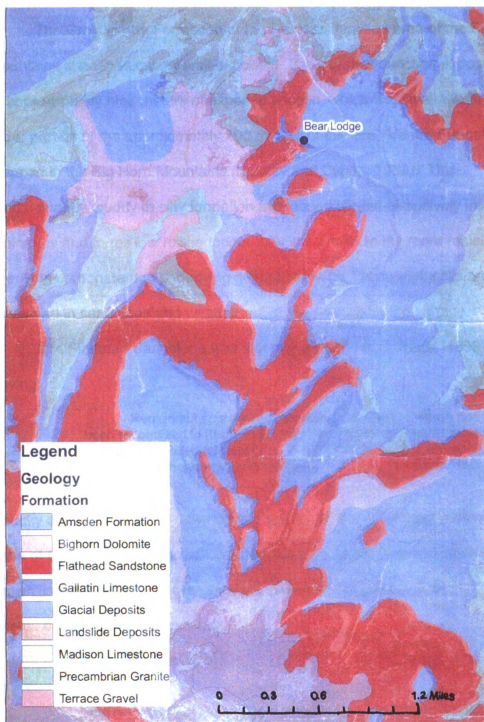 Bear Lodge
Legend
Geology
Formation
Amsden Formation
Bighorn Dolomite
Flathead Sandstone
Gallatin Limestone
Glacial Deposits
Landslide Deposits
Madison Limestone
Precambrian Granite
Terrace Gravel
0 0.3 0.6 1.2 Miles